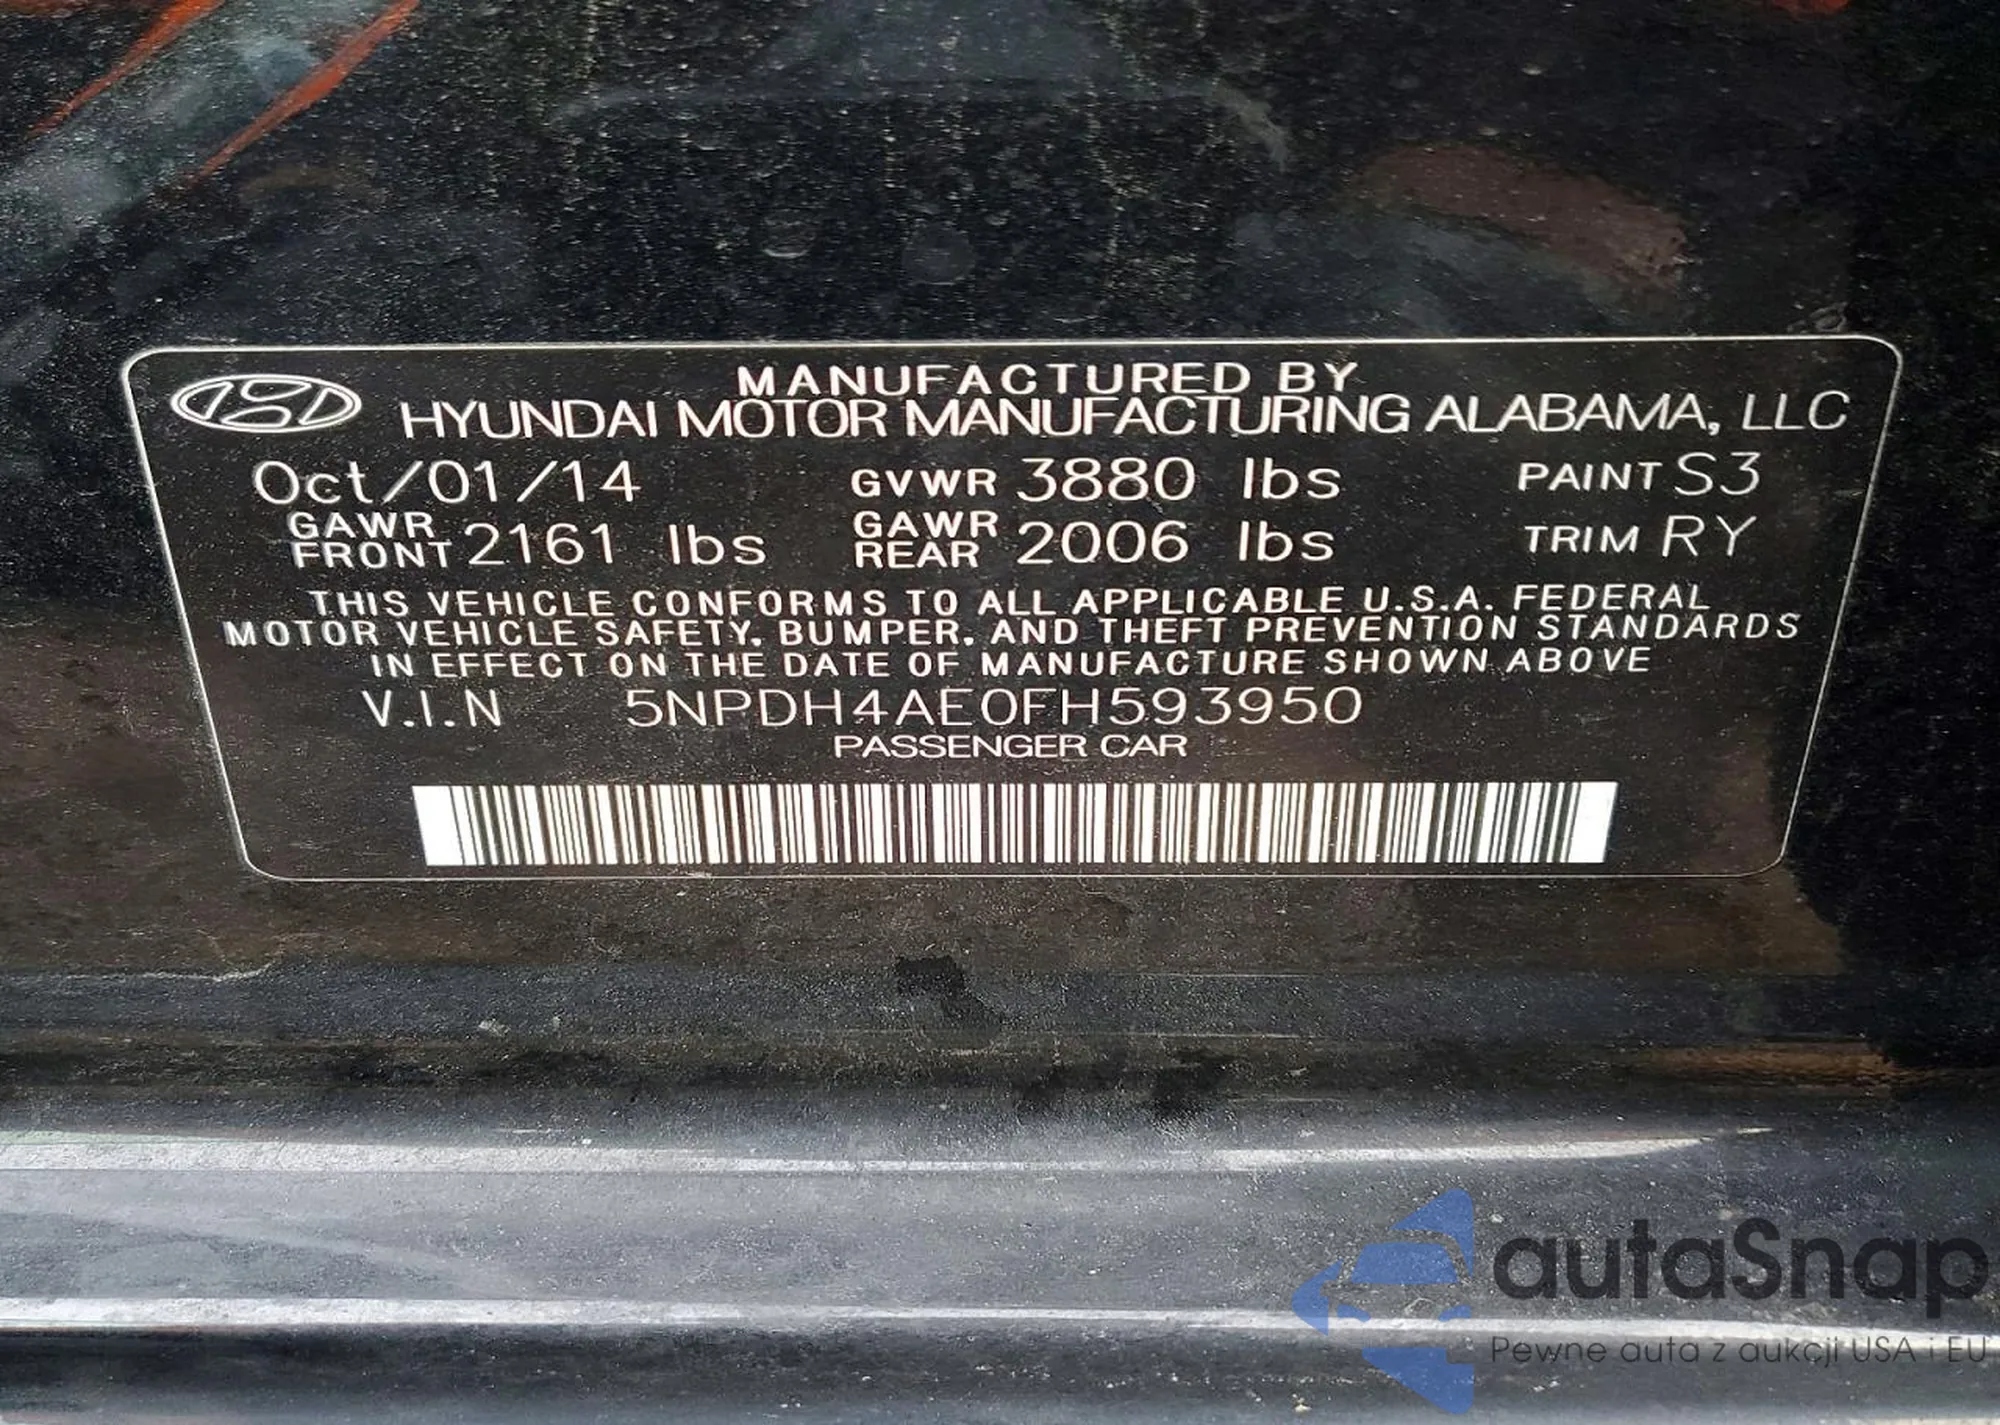 MANUFACTURED BY
HYUNDAI MOTOR MANUFACTURING ALABAMA, LLC
Oct/01/14 GVWR 3880 lbs PAINT S3
GAWR FRONT 2161 lbs GAWR REAR 2006 lbs TRIM RY
THIS VEHICLE CONFORMS TO ALL APPLICABLE U.S.A. FEDERAL
MOTOR VEHICLE SAFETY, BUMPER, AND THEFT PREVENTION STANDARDS
IN EFFECT ON THE DATE OF MANUFACTURE SHOWN ABOVE
V.I.N 5NPDH4AE0FH593950
PASSENGER CAR
autaSnap
Pewne auta z aukcji USA i EU